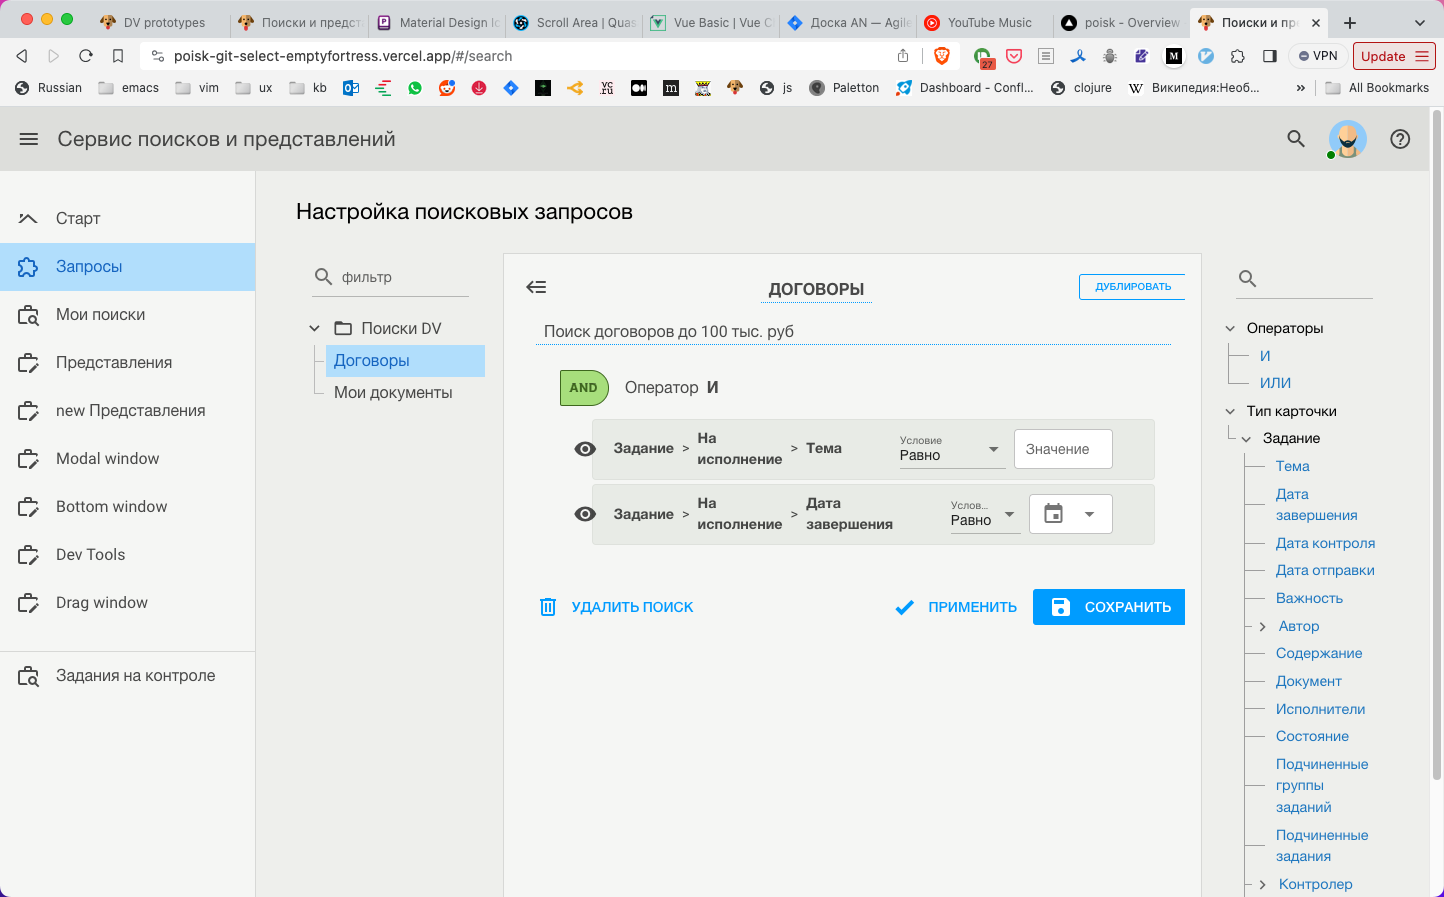 DV prototypes
Поиски и предст
Material Design Ic
Scroll Area | Quas
Vue Basic | Vue C
Доска AN — Agile
YouTube Music
poisk - Overview
Поиски и пр
poisk-git-select-emptyfortress.vercel.app/#/search
27
VPN
Update
Russian
emacs
vim
ux
kb
js
Paletton
Dashboard - Confl...
clojure
Википедия:Необ...
»
All Bookmarks
Сервис поисков и представлений
Старт
Запросы
Мои поиски
Представления
new Представления
Modal window
Bottom window
Dev Tools
Drag window
Задания на контроле
Настройка поисковых запросов
фильтр
Поиски DV
Договоры
Мои документы
ДОГОВОРЫ
ДУБЛИРОВАТЬ
Поиск договоров до 100 тыс. руб
AND
Оператор И
Задание > На исполнение > Тема
Условие
Равно
Значение
Задание > На исполнение > Дата завершения
Услов...
Равно
УДАЛИТЬ ПОИСК
ПРИМЕНИТЬ
СОХРАНИТЬ
Операторы
И
ИЛИ
Тип карточки
Задание
Тема
Дата
завершения
Дата контроля
Дата отправки
Важность
Автор
Содержание
Документ
Исполнители
Состояние
Подчиненные
группы
заданий
Подчиненные
задания
Контролер